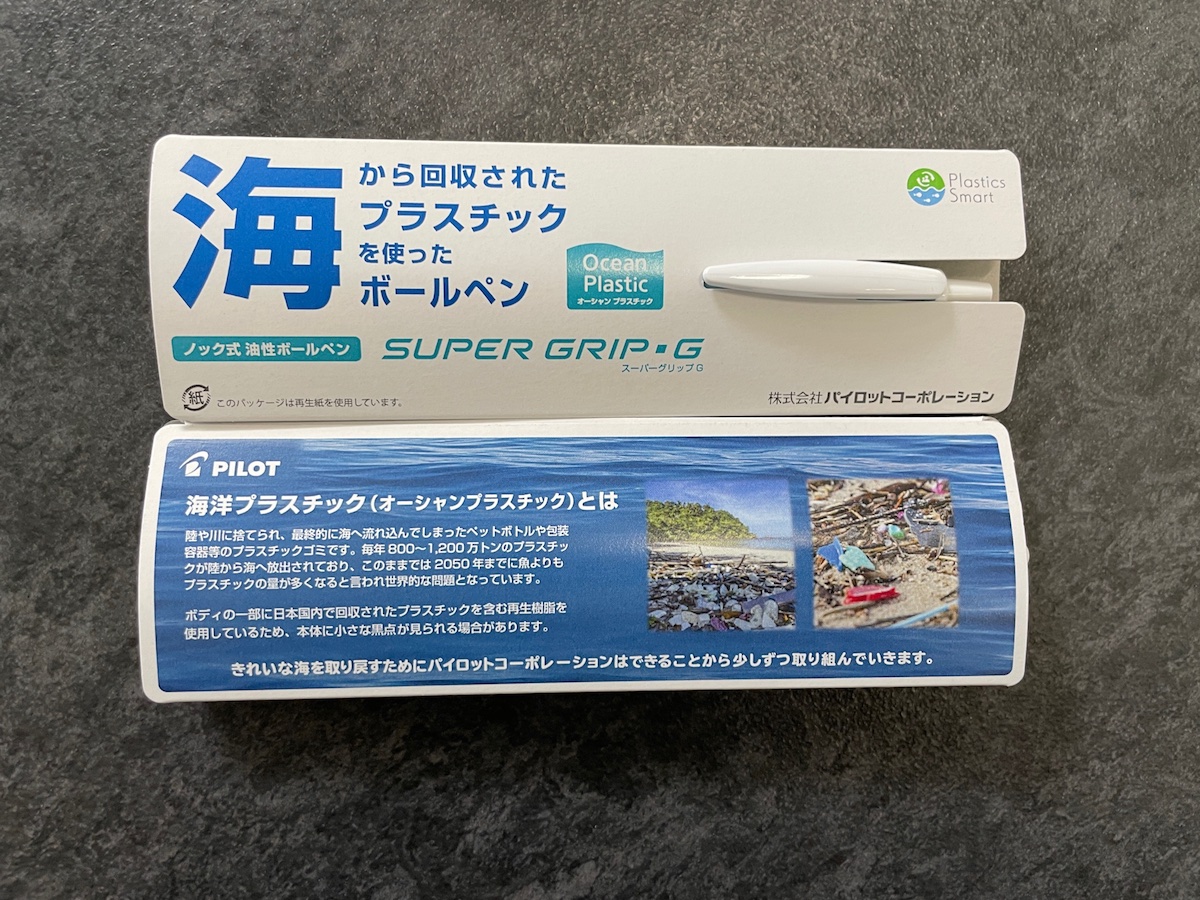 海
から回収された
プラスチック
を使った
ボールペン
Ocean
Plastic
オーシャン プラスチック
Plastics
Smart
ノック式 油性ボールペン
SUPER GRIP・G
スーパーグリップG
紙
このパッケージは再生紙を使用しています。
株式会社パイロットコーポレーション
PILOT
海洋プラスチック(オーシャンプラスチック)とは
陸や川に捨てられ、最終的に海へ流れ込んでしまったペットボトルや包装
容器等のプラスチックゴミです。毎年800〜1,200万トンのプラスチッ
クが陸から海へ放出されており、このままでは2050年までに魚よりも
プラスチックの量が多くなると言われ世界的な問題となっています。
ボディの一部に日本国内で回収されたプラスチックを含む再生樹脂を
使用しているため、本体に小さな黒点が見られる場合があります。
きれいな海を取り戻すためにパイロットコーポレーションはできることから少しずつ取り組んでいきます。